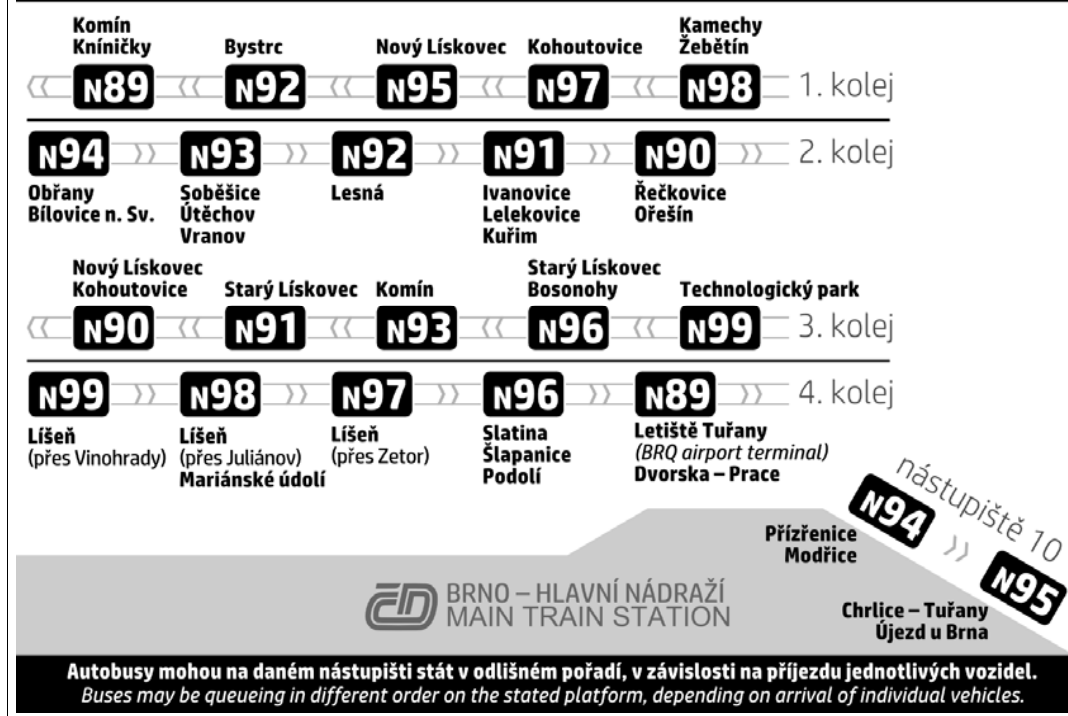 Komín
Kníničky
Bystrc
Nový Lískovec
Kohoutovice
Kamechy
Žebětín
N89
N92
N95
N97
N98
1. kolej
N94
N93
N92
N91
N90
2. kolej
Obřany
Bílovice n. Sv.
Soběšice
Útěchov
Vranov
Lesná
Ivanovice
Lelekovice
Kuřim
Řečkovice
Ořešín
Nový Lískovec
Kohoutovice
Starý Lískovec
Komín
Starý Lískovec
Bosonohy
Technologický park
N90
N91
N93
N96
N99
3. kolej
N99
N98
N97
N96
N89
4. kolej
Líšeň
(přes Vinohrady)
Líšeň
(přes Juliánov)
Mariánské údolí
Líšeň
(přes Zetor)
Slatina
Šlapanice
Podolí
Letiště Tuřany
(BRQ airport terminal)
Dvorska – Prace
nástupiště 10
N94
N95
Přízřenice
Modřice
Chrlice – Tuřany
Újezd u Brna
ČD
BRNO – HLAVNÍ NÁDRAŽÍ
MAIN TRAIN STATION
Autobusy mohou na daném nástupišti stát v odlišném pořadí, v závislosti na příjezdu jednotlivých vozidel.
Buses may be queueing in different order on the stated platform, depending on arrival of individual vehicles.